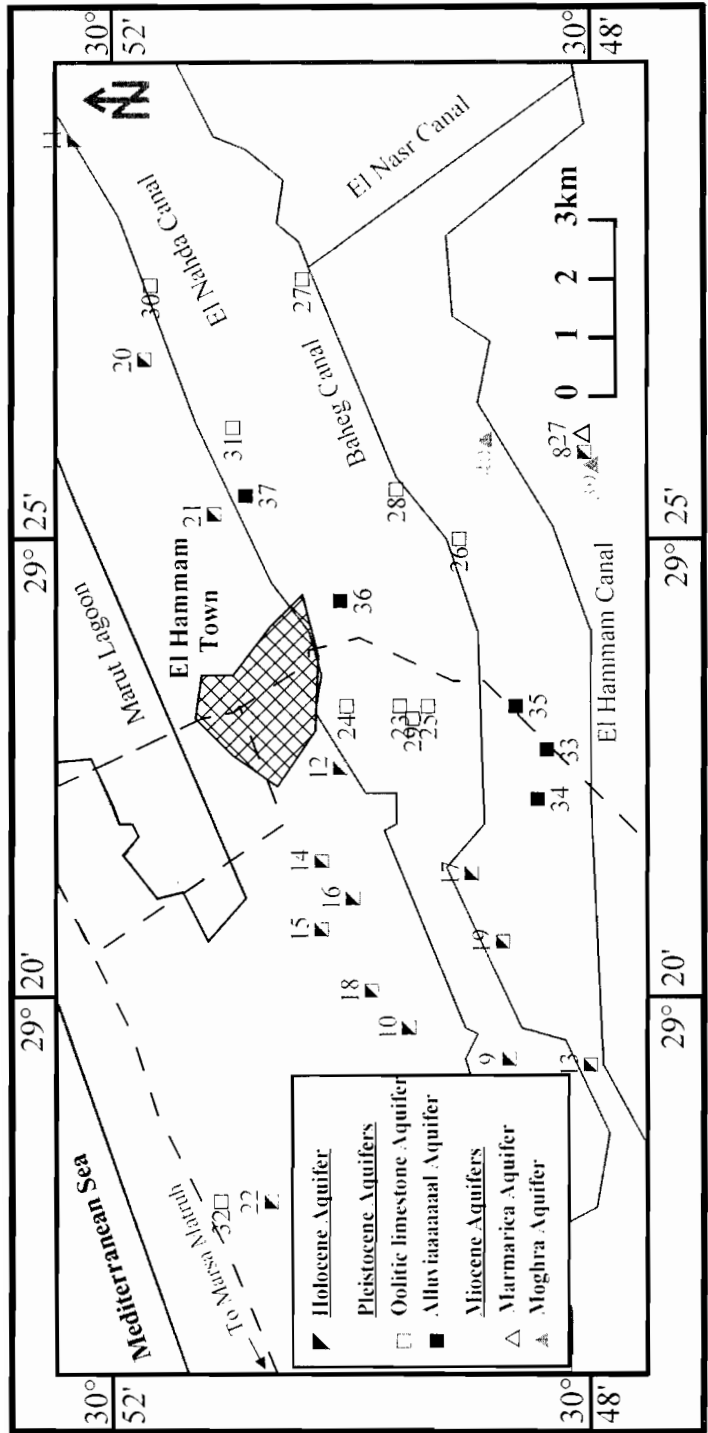 29° 20'
29° 25'
30° 52'
30° 52'
30° 48'
30° 48'
29° 20'
29° 25'
Mediterranean Sea
To Marsa Matruh
Marut Lagoon
El Hammam
Town
El Nahda Canal
Baheg Canal
El Nasr Canal
El Hammam Canal
N
11
30
20
31
21
37
27
28
26
36
24
23
29
25
12
14
16
15
18
10
17
19
9
13
35
33
34
32
22
8
27
39
0 1 2 3km
Holocene Aquifer
Pleistocene Aquifers
Oolitic limestone Aquifer
Alluviaaaaaaal Aquifer
Miocene Aquifers
Marmarica Aquifer
Moghra Aquifer